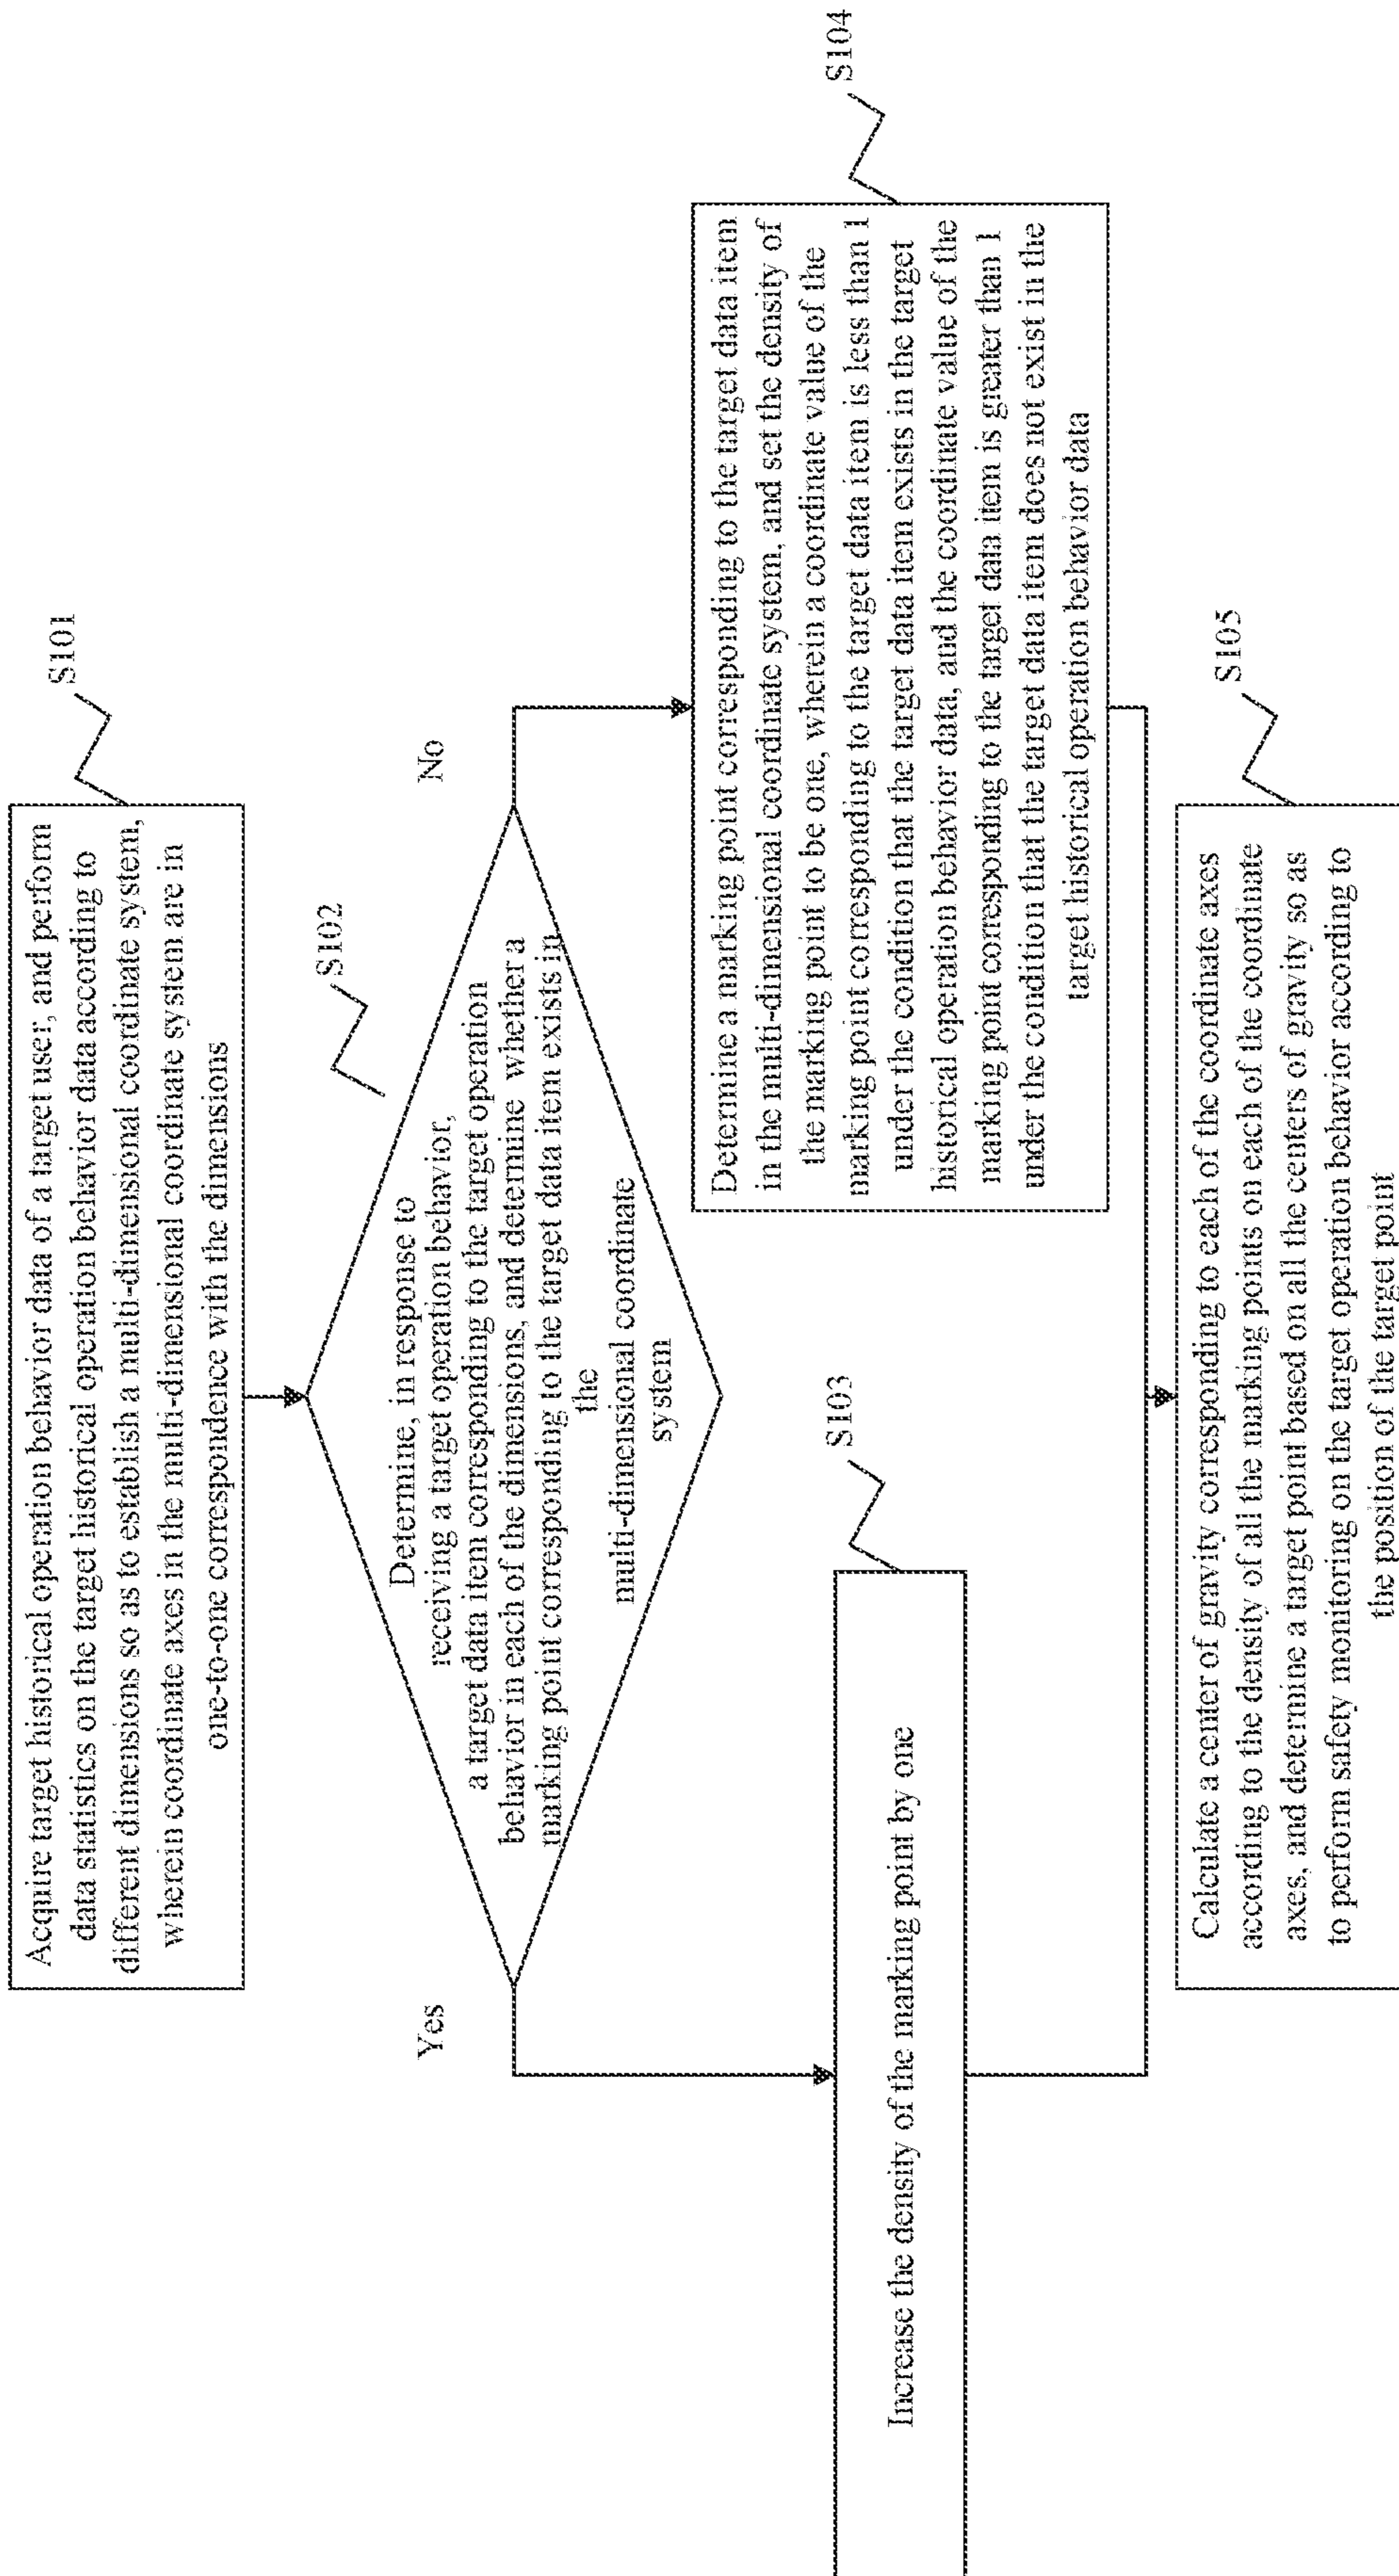 S101
Acquire target historical operation behavior data of a target user, and perform
data statistics on the target historical operation behavior data according to
different dimensions so as to establish a multi-dimensional coordinate system,
wherein coordinate axes in the multi-dimensional coordinate system are in
one-to-one correspondence with the dimensions
S102
Determine, in response to
receiving a target operation behavior,
a target data item corresponding to the target operation
behavior in each of the dimensions, and determine whether a
marking point corresponding to the target data item exists in
the
multi-dimensional coordinate
system
Yes
No
S103
Increase the density of the marking point by one
S104
Determine a marking point corresponding to the target data item
in the multi-dimensional coordinate system, and set the density of
the marking point to be one, wherein a coordinate value of the
marking point corresponding to the target data item is less than 1
under the condition that the target data item exists in the target
historical operation behavior data, and the coordinate value of the
marking point corresponding to the target data item is greater than 1
under the condition that the target data item does not exist in the
target historical operation behavior data
S105
Calculate a center of gravity corresponding to each of the coordinate axes
according to the density of all the marking points on each of the coordinate
axes, and determine a target point based on all the centers of gravity so as
to perform safety monitoring on the target operation behavior according to
the position of the target point